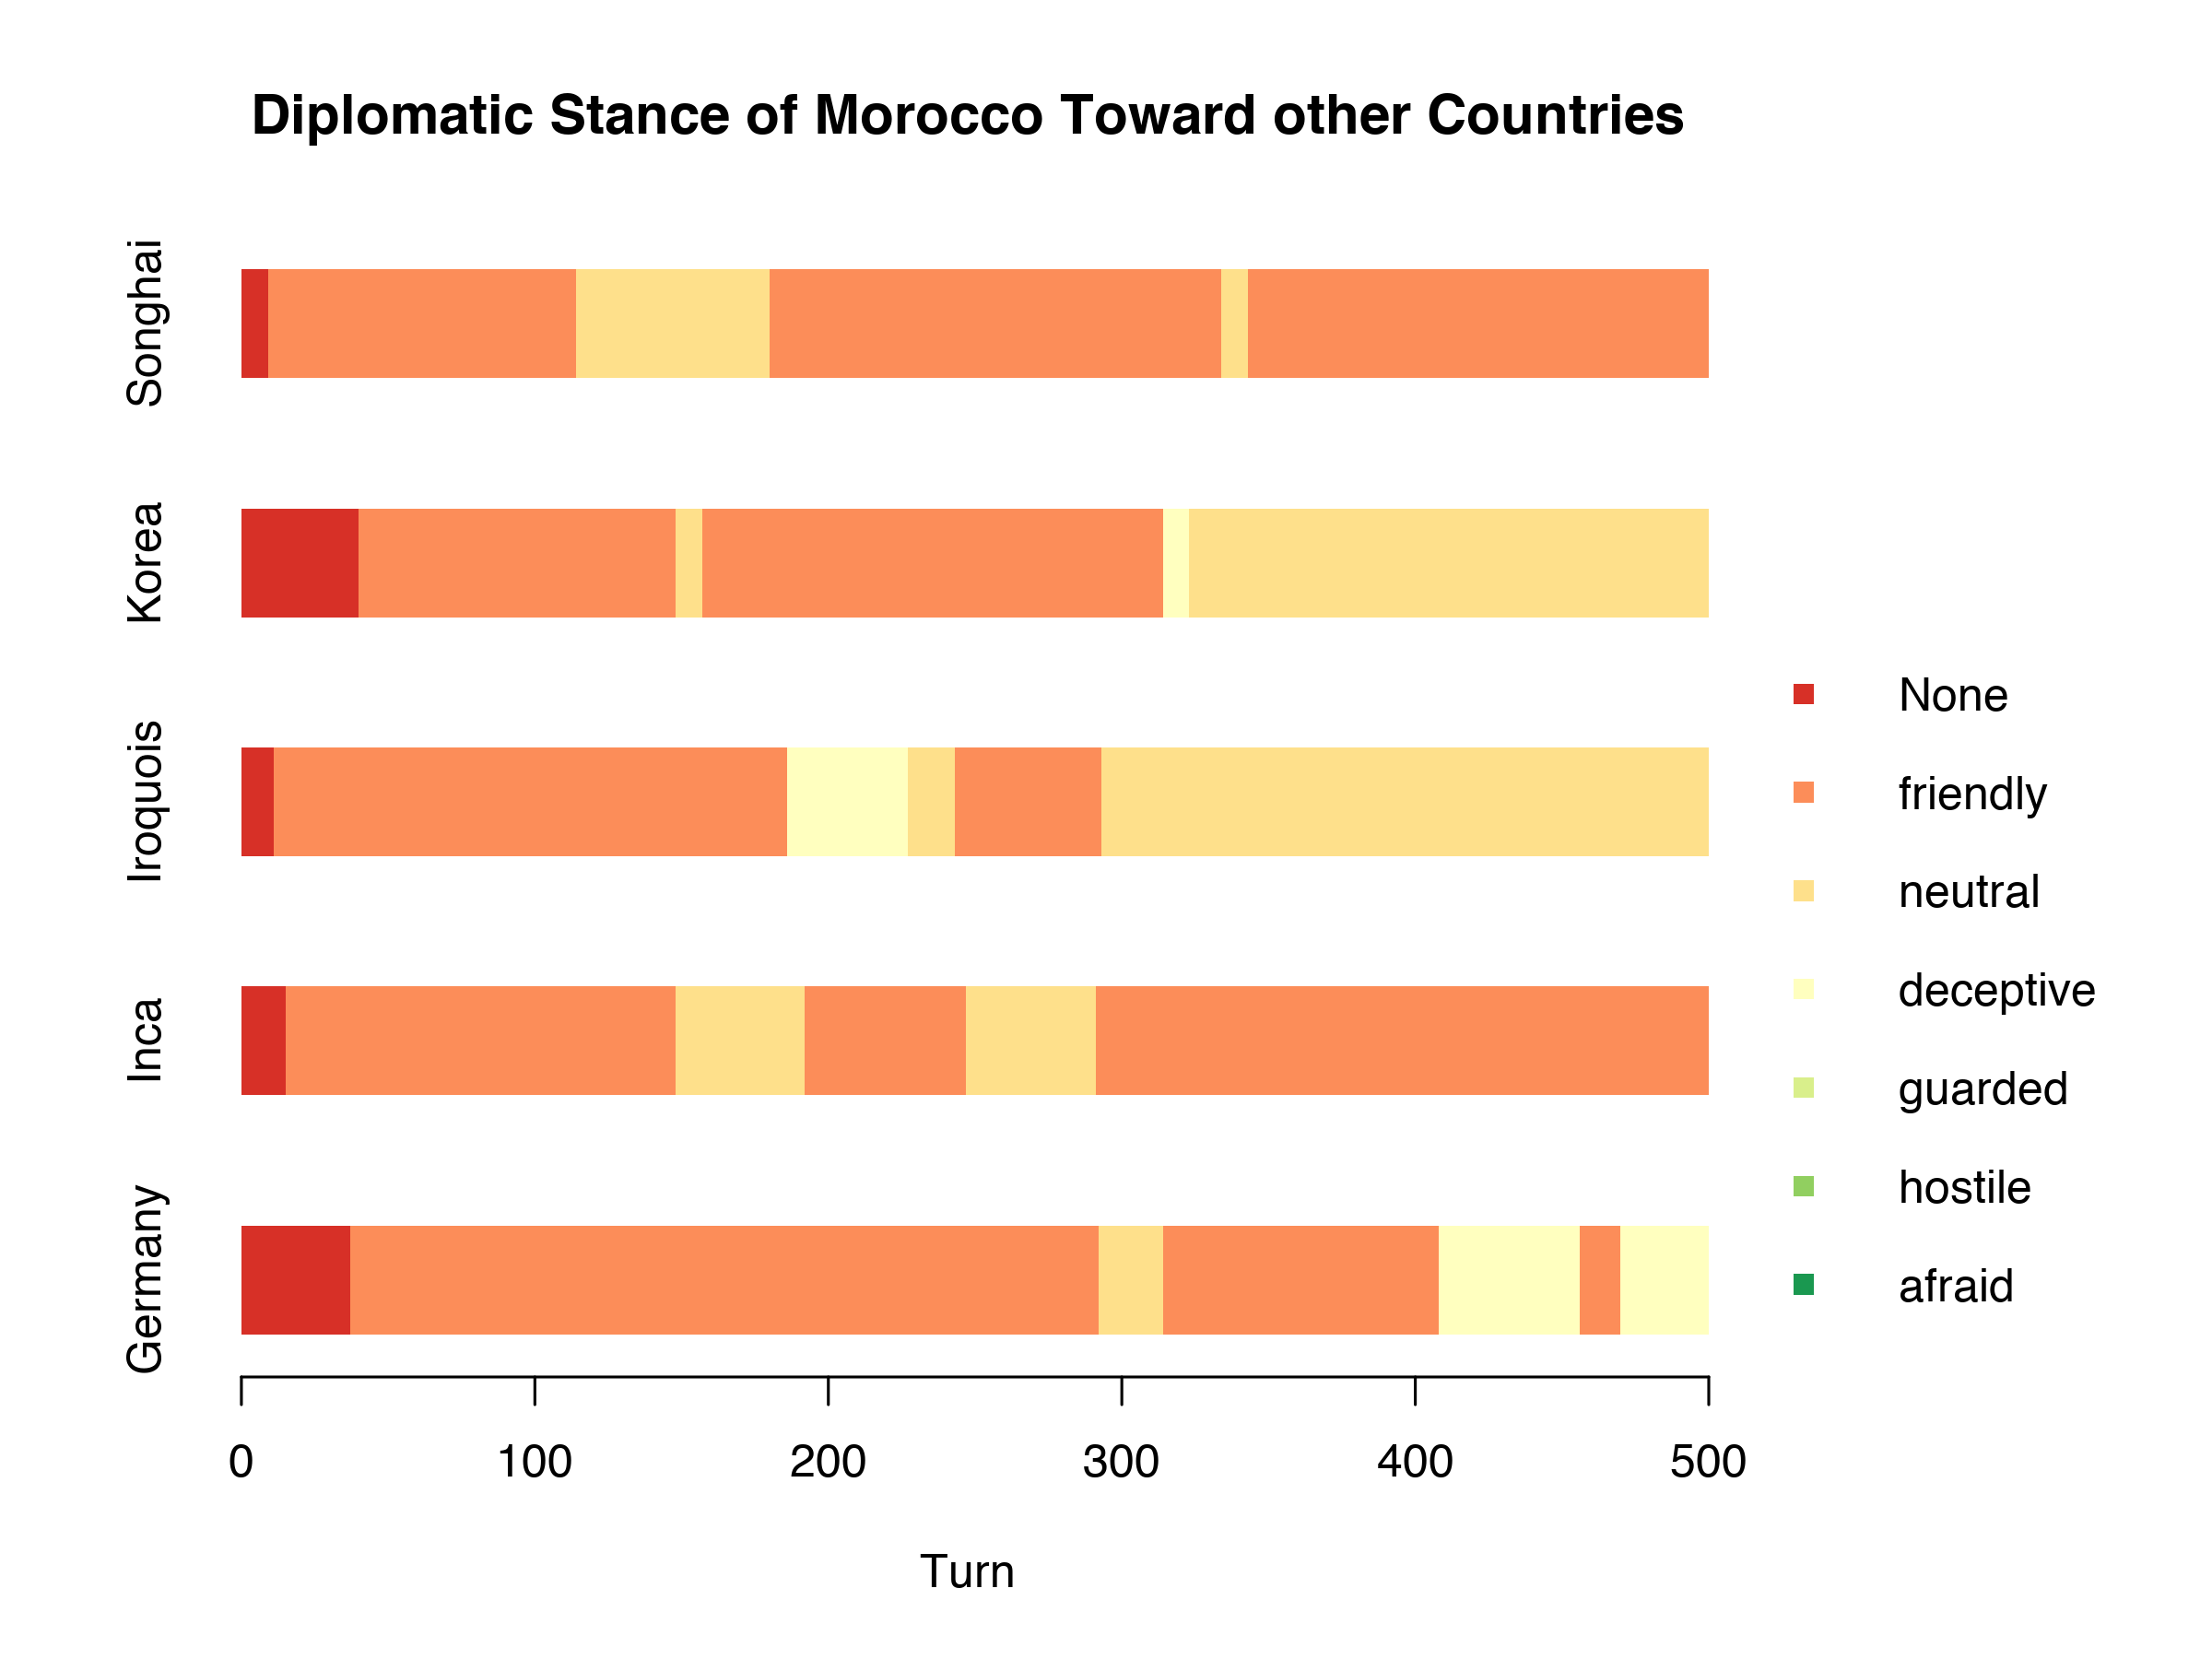 Diplomatic Stance of Morocco Toward other Countries
Songhai
Korea
Iroquois
Inca
Germany
None
friendly
neutral
deceptive
guarded
hostile
afraid
0 100 200 300 400 500
Turn